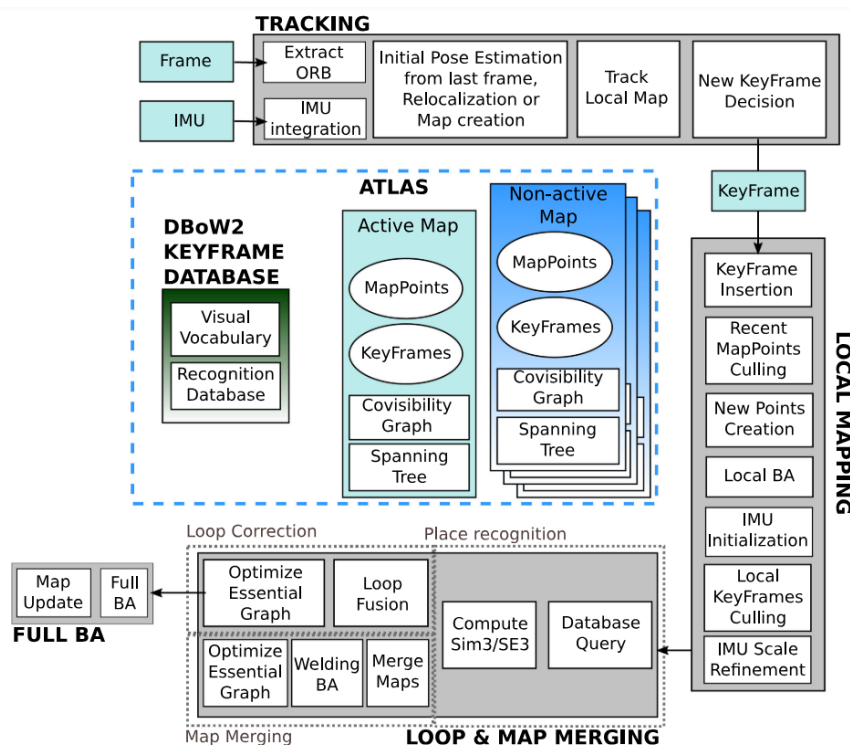 TRACKING
Frame
IMU
Extract
ORB
IMU
integration
Initial Pose Estimation
from last frame,
Relocalization or
Map creation
Track
Local Map
New KeyFrame
Decision
KeyFrame
ATLAS
DBoW2
KEYFRAME
DATABASE
Visual
Vocabulary
Recognition
Database
Active Map
MapPoints
KeyFrames
Covisibility
Graph
Spanning
Tree
Non-active
Map
MapPoints
KeyFrames
Covisibility
Graph
Spanning
Tree
LOCAL MAPPING
KeyFrame
Insertion
Recent
MapPoints
Culling
New Points
Creation
Local BA
IMU
Initialization
Local
KeyFrames
Culling
IMU Scale
Refinement
Loop Correction
Place recognition
Optimize
Essential
Graph
Loop
Fusion
Compute
Sim3/SE3
Database
Query
Optimize
Essential
Graph
Welding
BA
Merge
Maps
Map Merging
LOOP & MAP MERGING
Map
Update
Full
BA
FULL BA